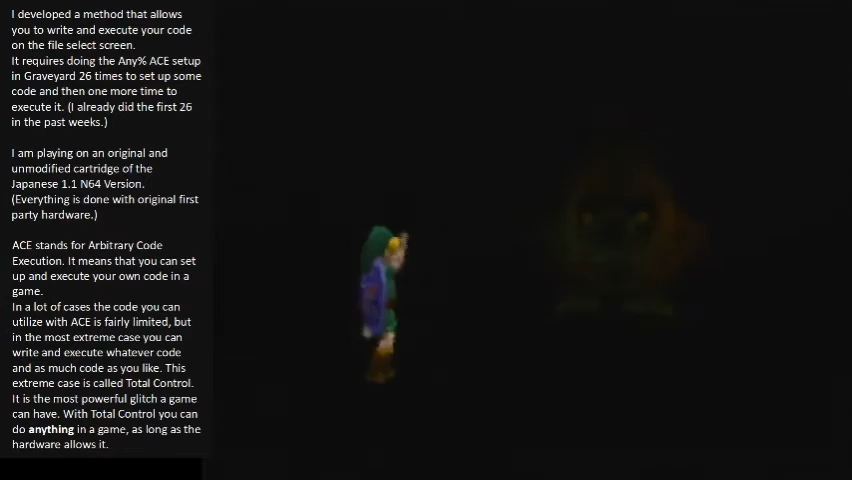 I developed a method that allows
you to write and execute your code
on the file select screen.
It requires doing the Any% ACE setup
in Graveyard 26 times to set up some
code and then one more time to
execute it. (I already did the first 26
in the past weeks.)
I am playing on an original and
unmodified cartridge of the
Japanese 1.1 N64 Version.
(Everything is done with original first
party hardware.)
ACE stands for Arbitrary Code
Execution. It means that you can set
up and execute your own code in a
game.
In a lot of cases the code you can
utilize with ACE is fairly limited, but
in the most extreme case you can
write and execute whatever code
and as much code as you like. This
extreme case is called Total Control.
It is the most powerful glitch a game
can have. With Total Control you can
do anything in a game, as long as the
hardware allows it.